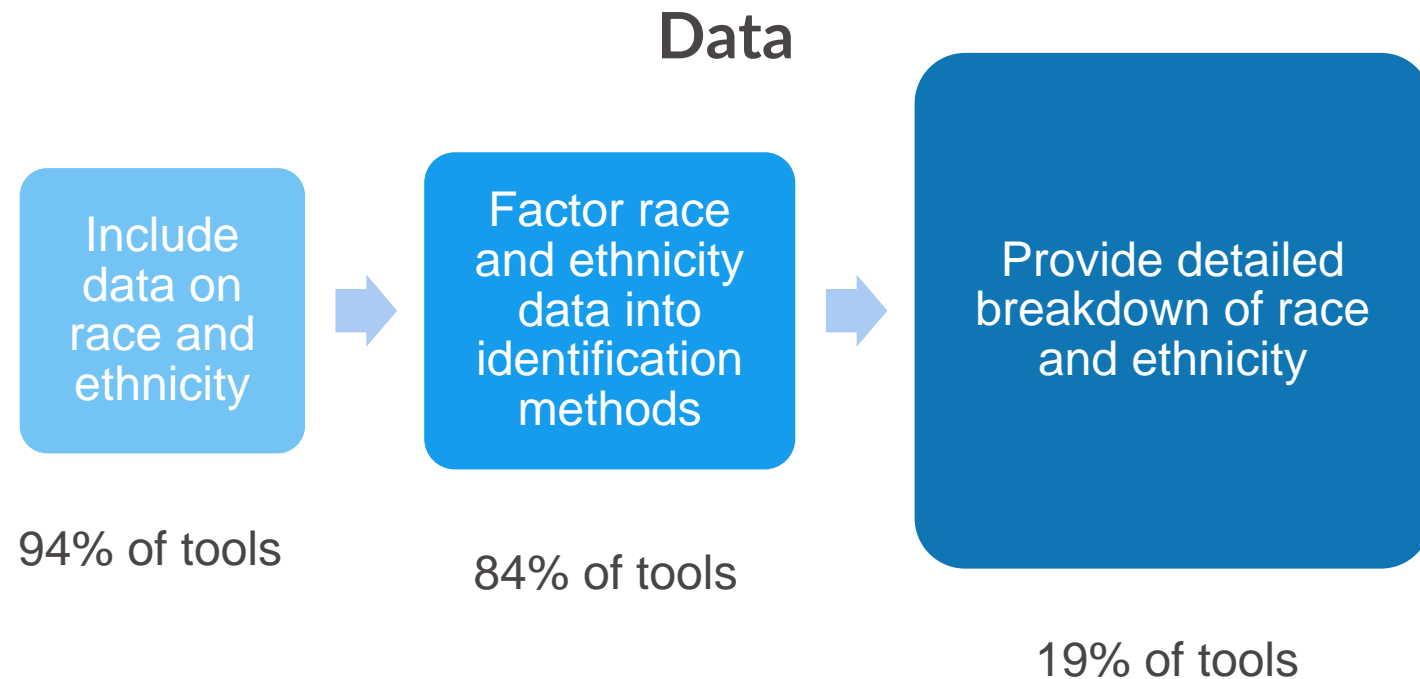 Data
Include
data on
race and
ethnicity
94% of tools
Factor race
and ethnicity
data into
identification
methods
84% of tools
Provide detailed
breakdown of race
and ethnicity
19% of tools